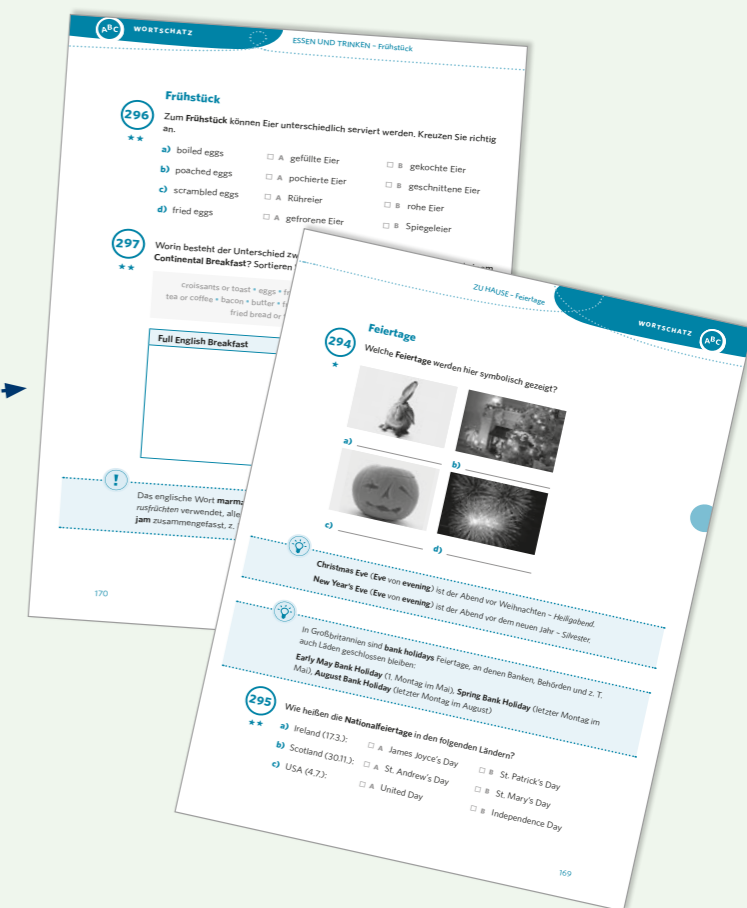 ABC WORTSCHATZ
ESSEN UND TRINKEN – Frühstück
Frühstück
296
Zum Frühstück können Eier unterschiedlich serviert werden. Kreuzen Sie richtig
an.
★★
a) boiled eggs □ A gefüllte Eier □ B gekochte Eier
b) poached eggs □ A pochierte Eier □ B geschnittene Eier
c) scrambled eggs □ A Rühreier □ B rohe Eier
d) fried eggs □ A gefrorene Eier □ B Spiegeleier
297
Worin besteht der Unterschied
Continental Breakfast? Sortieren
★★
croissants or toast • eggs •
tea or coffee • bacon • butter •
fried bread or
Full English Breakfast
!
Das englische Wort
rusfrüchten verwendet,
jam zusammengefasst, z.
170
ZU HAUSE – Feiertage
WORTSCHATZ ABC
Feiertage
294
Welche Feiertage werden hier symbolisch gezeigt?
★
a)
b)
c)
d)
Christmas Eve (Eve von evening) ist der Abend vor Weihnachten – Heiligabend.
New Year's Eve (Eve von evening) ist der Abend vor dem neuen Jahr – Silvester.
In Großbritannien sind bank holidays Feiertage, an denen Banken, Behörden und z. T.
auch Läden geschlossen bleiben:
Early May Bank Holiday (1. Montag im Mai), Spring Bank Holiday (letzter Montag im
Mai), August Bank Holiday (letzter Montag im August)
295
Wie heißen die Nationalfeiertage in den folgenden Ländern?
★★
a) Ireland (17.3.): □ A James Joyce's Day □ B St. Patrick's Day
b) Scotland (30.11.): □ A St. Andrew's Day □ B St. Mary's Day
c) USA (4.7.): □ A United Day □ B Independence Day
169